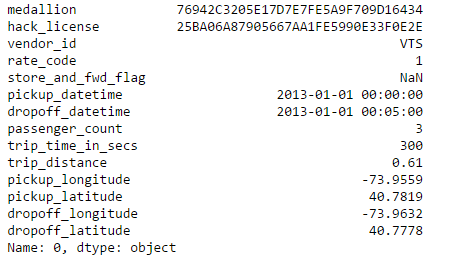 medallion 76942C3205E17D7E7FE5A9F709D16434
hack_license 25BA06A87905667AA1FE5990E33F0E2E
vendor_id VTS
rate_code 1
store_and_fwd_flag NaN
pickup_datetime 2013-01-01 00:00:00
dropoff_datetime 2013-01-01 00:05:00
passenger_count 3
trip_time_in_secs 300
trip_distance 0.61
pickup_longitude -73.9559
pickup_latitude 40.7819
dropoff_longitude -73.9632
dropoff_latitude 40.7778
Name: 0, dtype: object